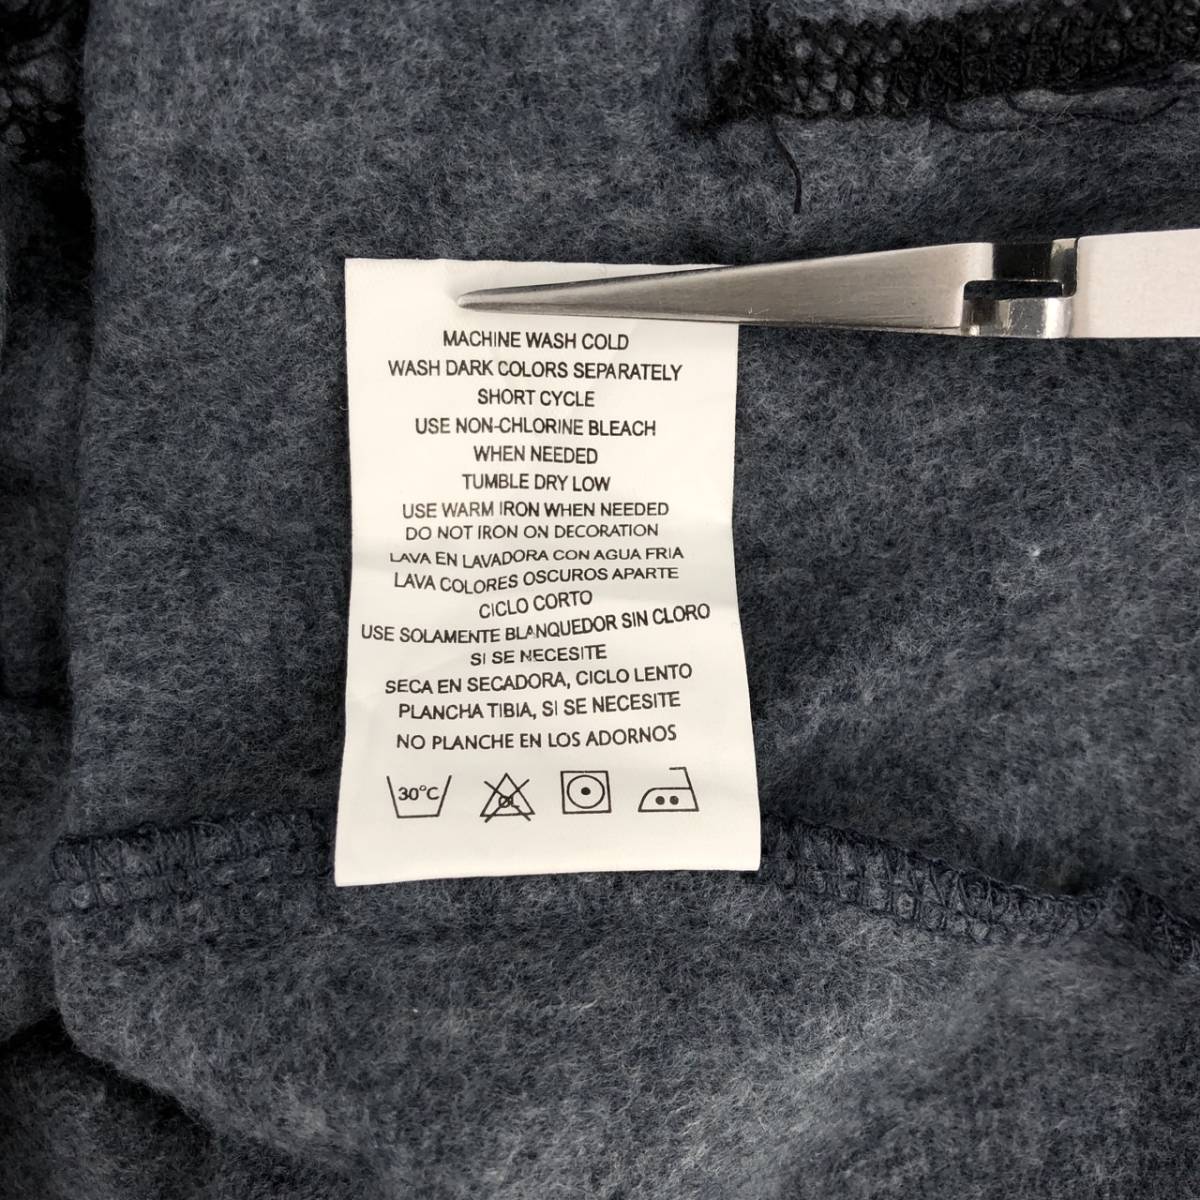 MACHINE WASH COLD
WASH DARK COLORS SEPARATELY
SHORT CYCLE
USE NON-CHLORINE BLEACH
WHEN NEEDED
TUMBLE DRY LOW
USE WARM IRON WHEN NEEDED
DO NOT IRON ON DECORATION
LAVA EN LAVADORA CON AGUA FRIA
LAVA COLORES OSCUROS APARTE
CICLO CORTO
USE SOLAMENTE BLANQUEDOR SIN CLORO
SI SE NECESITE
SECA EN SECADORA, CICLO LENTO
PLANCHA TIBIA, SI SE NECESITE
NO PLANCHE EN LOS ADORNOS
30°C CL